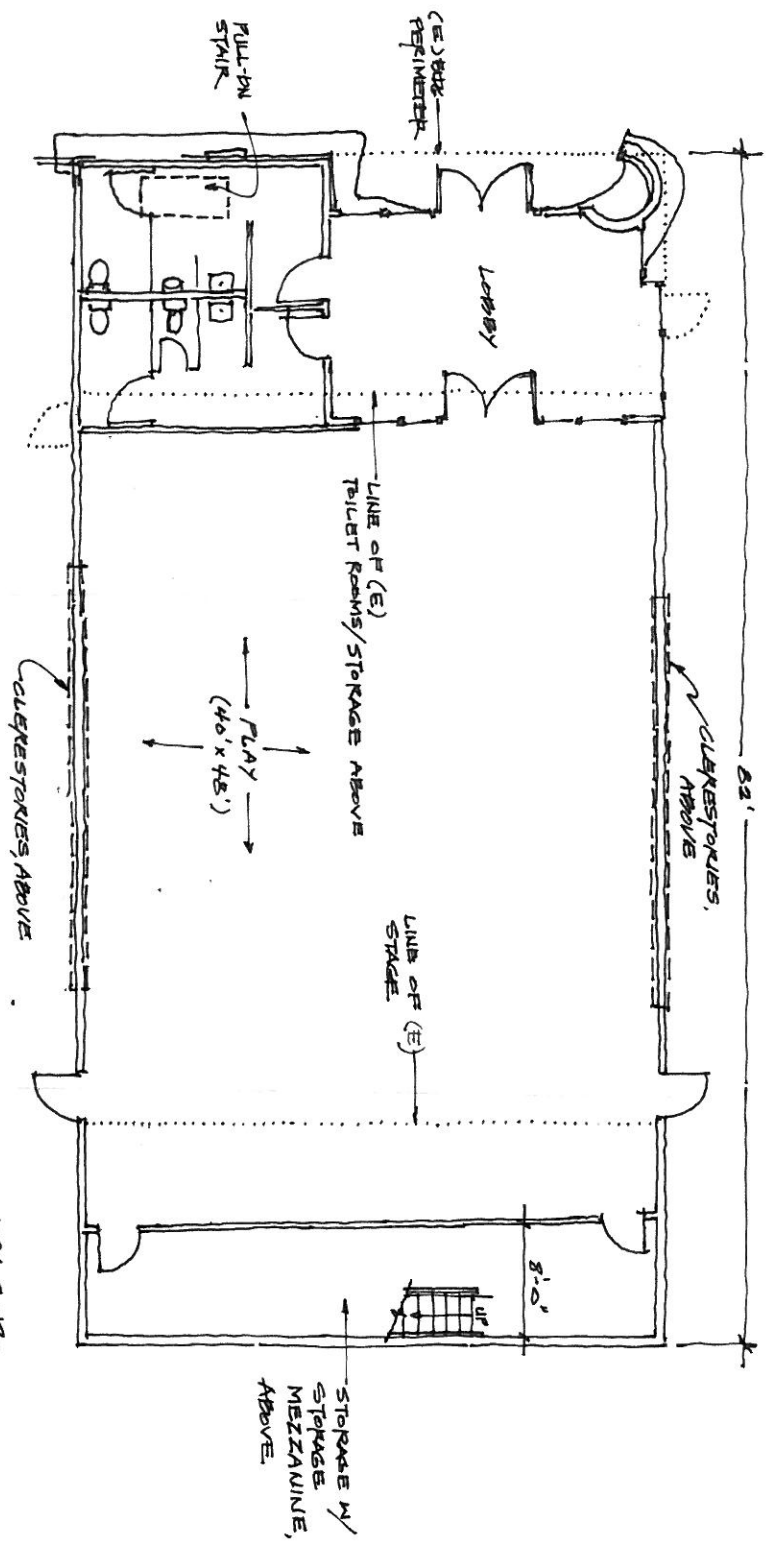 STORAGE W/
STORAGE
MEZZANINE,
ABOVE
8'-0"
UP
LINE OF (E)
STAGE
82'
CLERESTORIES,
ABOVE
PLAY
(40' x 48')
CLERESTORIES, ABOVE
LINE OF (E)
TOILET ROOMS/STORAGE ABOVE
LOBBY
(E) BLDG
PERIMETER
PULL-DN
STAIR